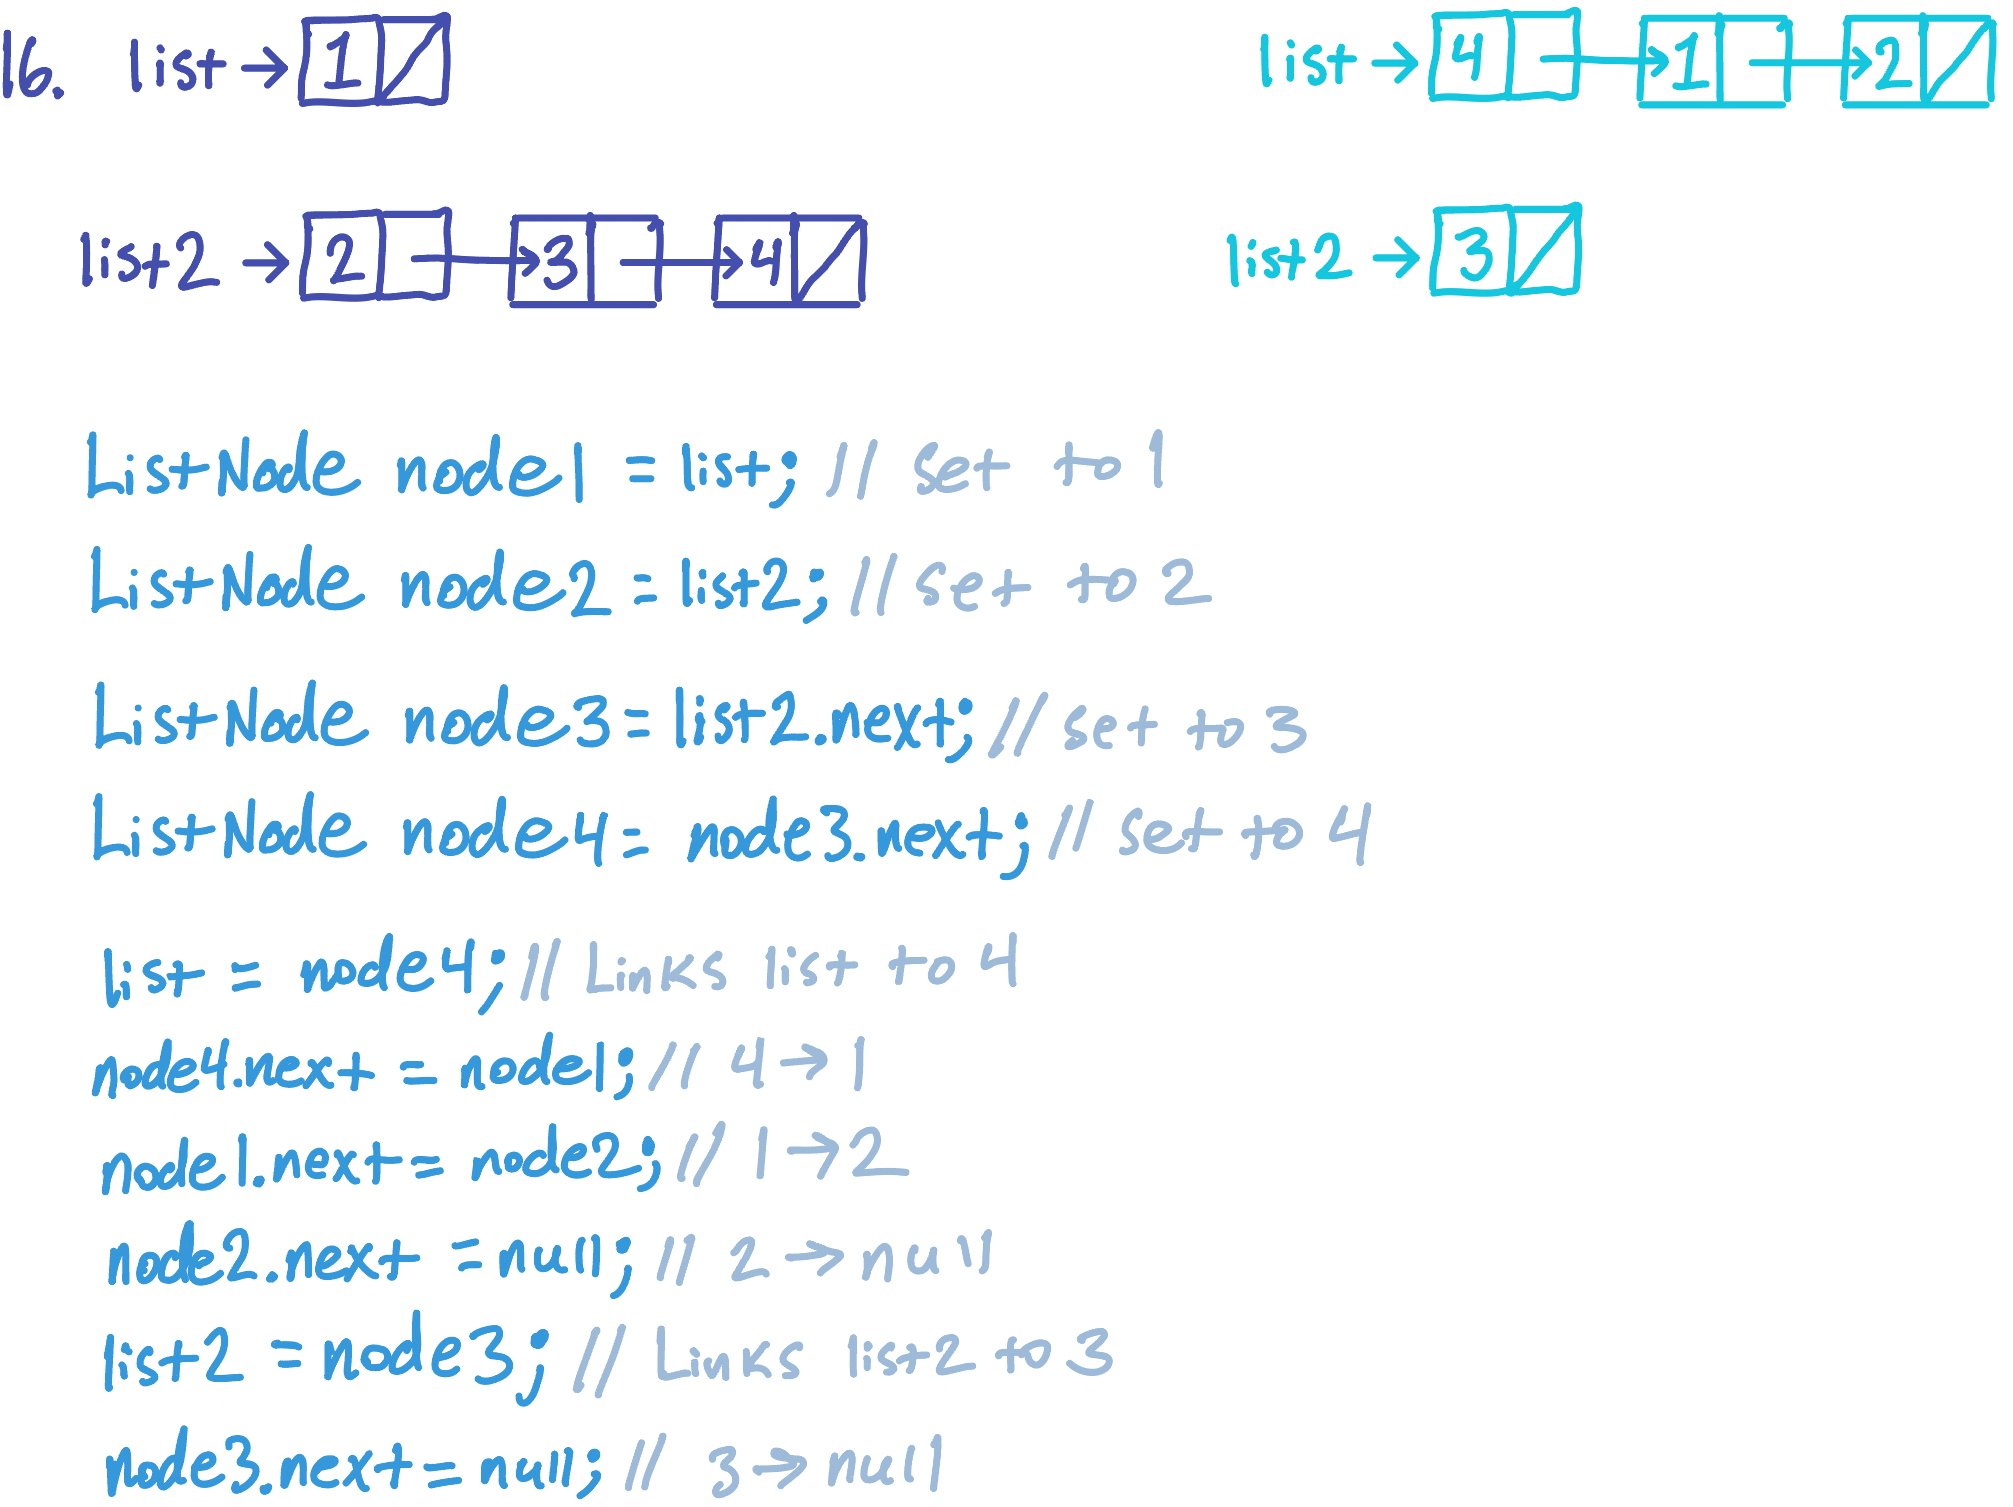 16. list → 1
list → 4 1 2
list2 → 2 3 4
list2 → 3
ListNode node1 = list; // set to 1
ListNode node2 = list2; // set to 2
ListNode node3 = list2.next; // set to 3
ListNode node4 = node3.next; // set to 4
list = node4; // Links list to 4
node4.next = node1; // 4 → 1
node1.next = node2; // 1 → 2
node2.next = null; // 2 → null
list2 = node3; // Links list2 to 3
node3.next = null; // 3 → null